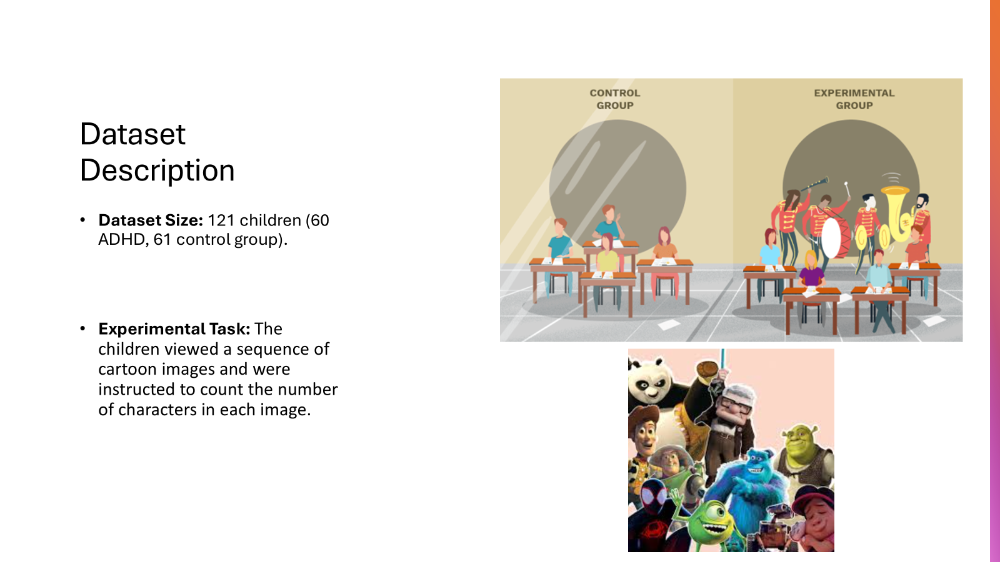 Dataset
Description
• Dataset Size: 121 children (60
ADHD, 61 control group).
• Experimental Task: The
children viewed a sequence of
cartoon images and were
instructed to count the number
of characters in each image.
CONTROL
GROUP
EXPERIMENTAL
GROUP